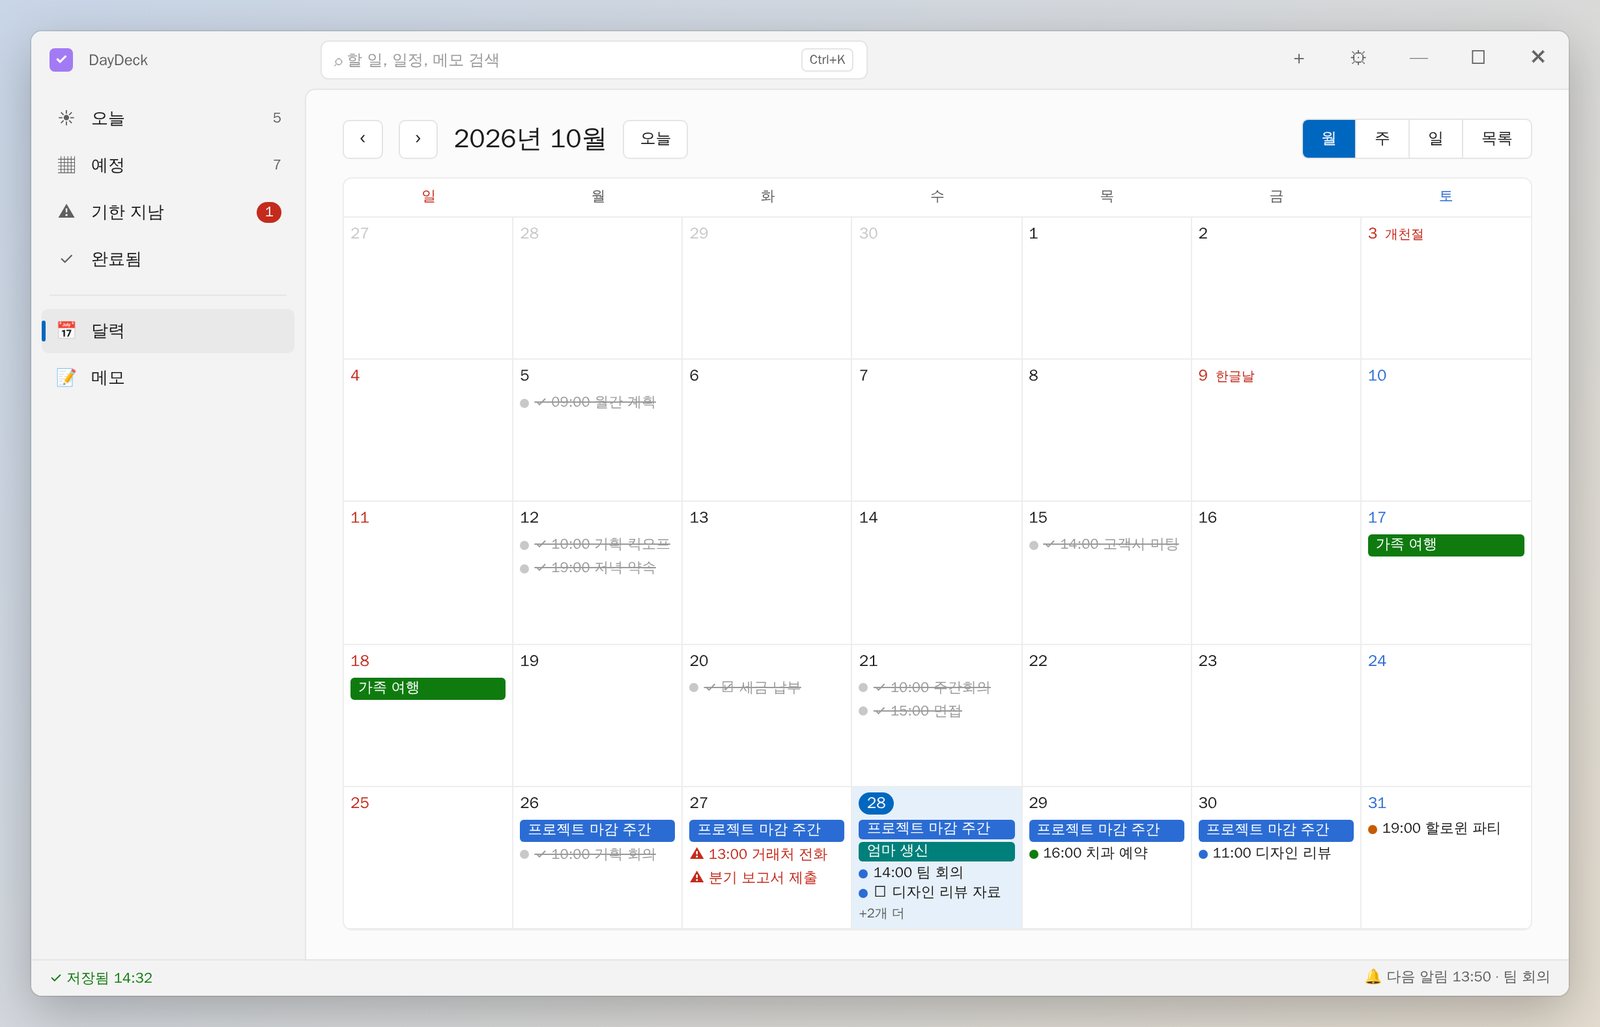 DayDeck
할 일, 일정, 메모 검색 Ctrl+K
오늘 5
예정 7
기한 지남 1
완료됨
달력
메모
2026년 10월 오늘
월 주 일 목록
일 월 화 수 목 금 토
27 28 29 30 1 2 3 개천절
4 5 6 7 8 9 한글날 10
09:00 월간 계획
11 12 13 14 15 16 17
10:00 기획 킥오프 14:00 고객사 미팅 가족 여행
19:00 저녁 약속
18 19 20 21 22 23 24
가족 여행 세금 납부 10:00 주간회의
15:00 면접
25 26 27 28 29 30 31
프로젝트 마감 주간 프로젝트 마감 주간 프로젝트 마감 주간 프로젝트 마감 주간 프로젝트 마감 주간 19:00 할로윈 파티
10:00 기획 회의 13:00 거래처 전화 엄마 생신 16:00 치과 예약 11:00 디자인 리뷰
분기 보고서 제출 14:00 팀 회의
디자인 리뷰 자료
+2개 더
저장됨 14:32
다음 알림 13:50 · 팀 회의